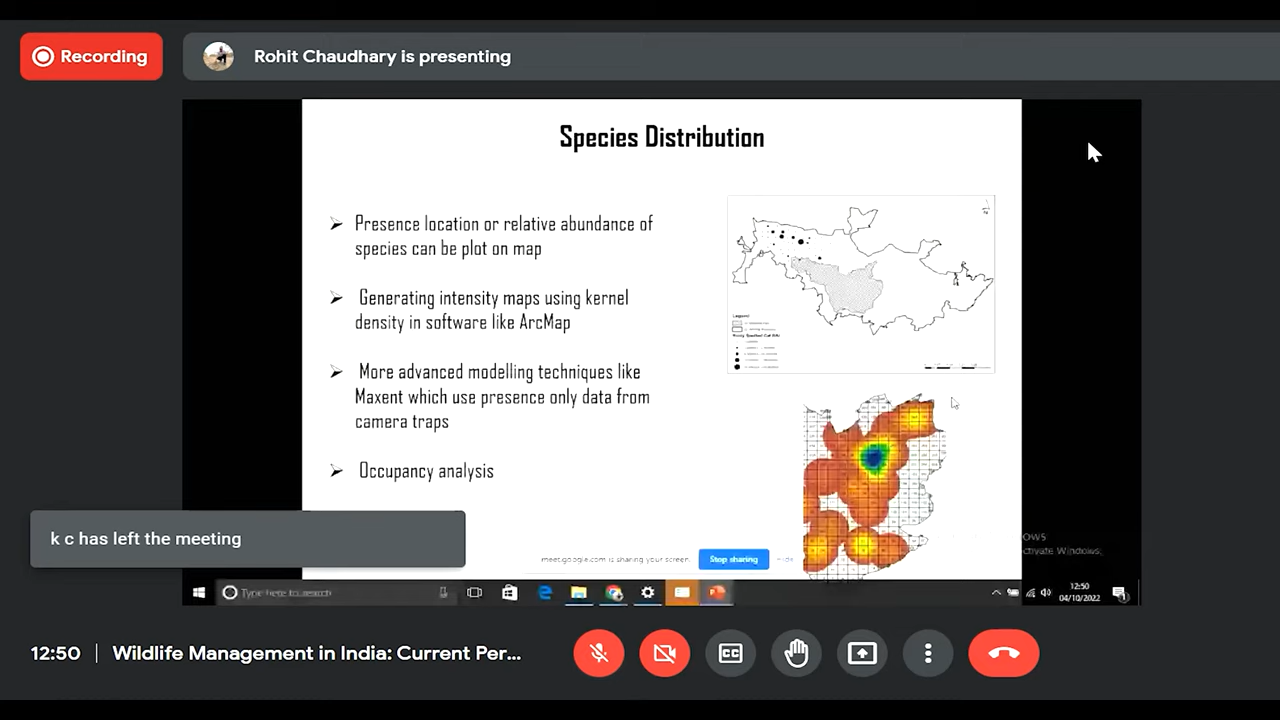 Recording
Rohit Chaudhary is presenting
Species Distribution
Presence location or relative abundance of
species can be plot on map
Generating intensity maps using kernel
density in software like ArcMap
More advanced modelling techniques like
Maxent which use presence only data from
camera traps
Occupancy analysis
k c has left the meeting
meet.google.com is sharing your screen.
Stop sharing
Hide
Type here to search
12:50
04/10/2022
12:50
Wildlife Management in India: Current Per...
CC